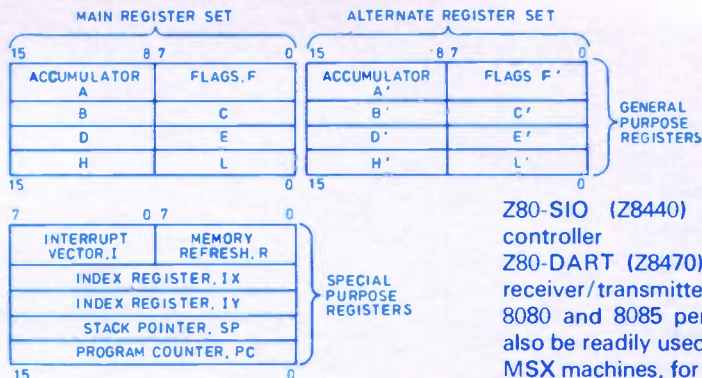 MAIN REGISTER SET
ALTERNATE REGISTER SET
15 8 7 0 15 8 7 0
ACCUMULATOR A FLAGS, F ACCUMULATOR A' FLAGS F'
B C B' C'
D E D' E'
H L H' L'
15 0 0
GENERAL
PURPOSE
REGISTERS
7 0 7 0
INTERRUPT VECTOR, I MEMORY REFRESH, R
INDEX REGISTER, IX
INDEX REGISTER, IY
STACK POINTER, SP
PROGRAM COUNTER, PC
15 0
SPECIAL
PURPOSE
REGISTERS
Z80-SIO (Z8440)
controller
Z80-DART (Z8470)
receiver/transmitte
8080 and 8085 per
also be readily used
MSX machines, for